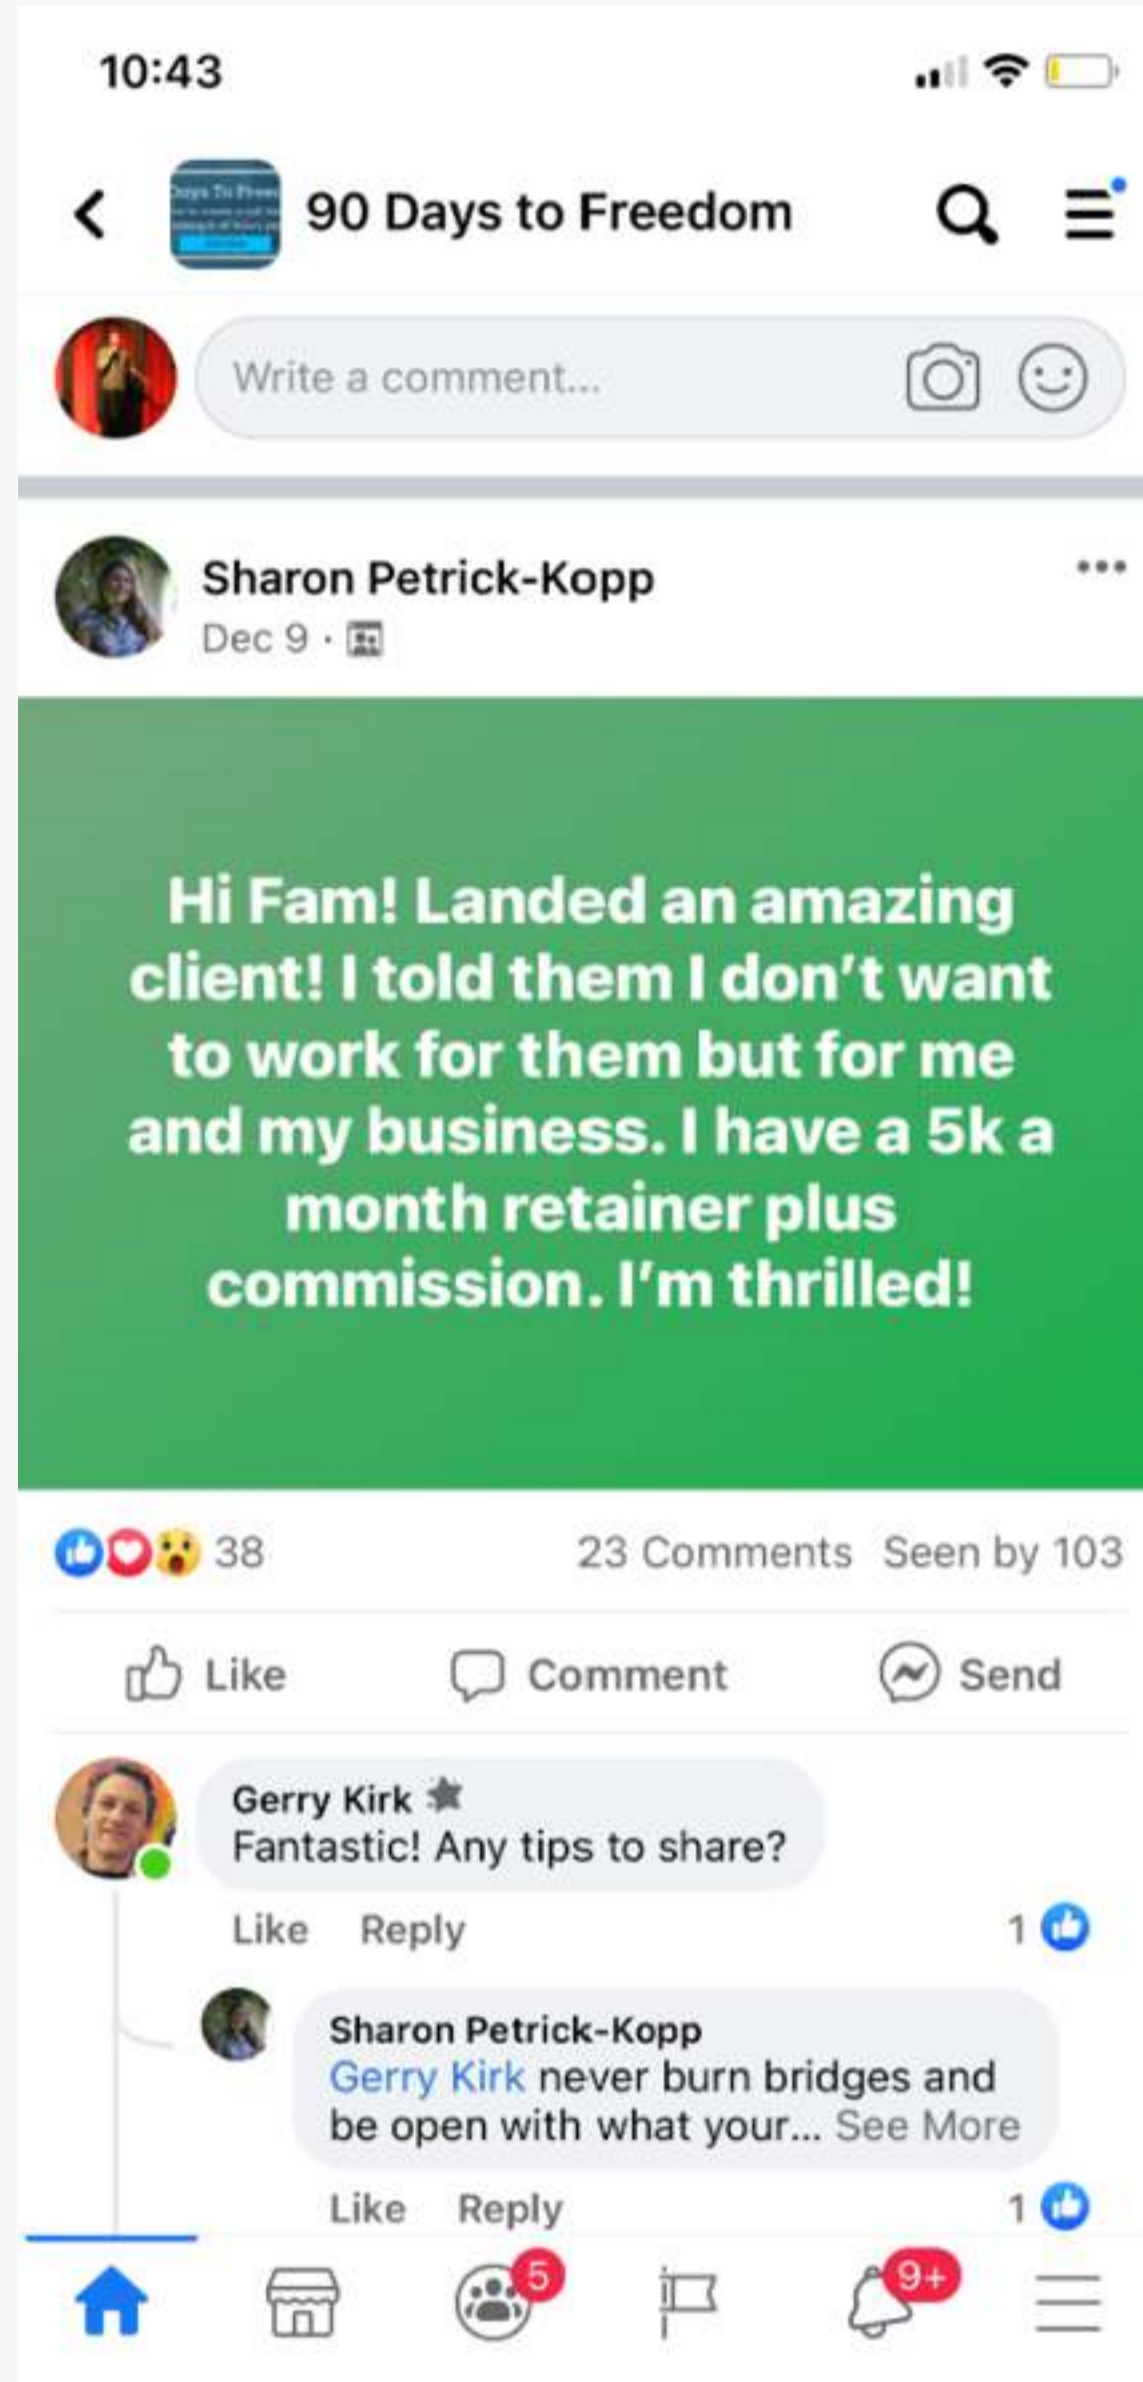 10:43
90 Days to Freedom
Write a comment...
Sharon Petrick-Kopp
Dec 9 ·
Hi Fam! Landed an amazing
client! I told them I don't want
to work for them but for me
and my business. I have a 5k a
month retainer plus
commission. I'm thrilled!
38 23 Comments Seen by 103
Like Comment Send
Gerry Kirk
Fantastic! Any tips to share?
Like Reply 1
Sharon Petrick-Kopp
Gerry Kirk never burn bridges and
be open with what your... See More
Like Reply 1
5 9+